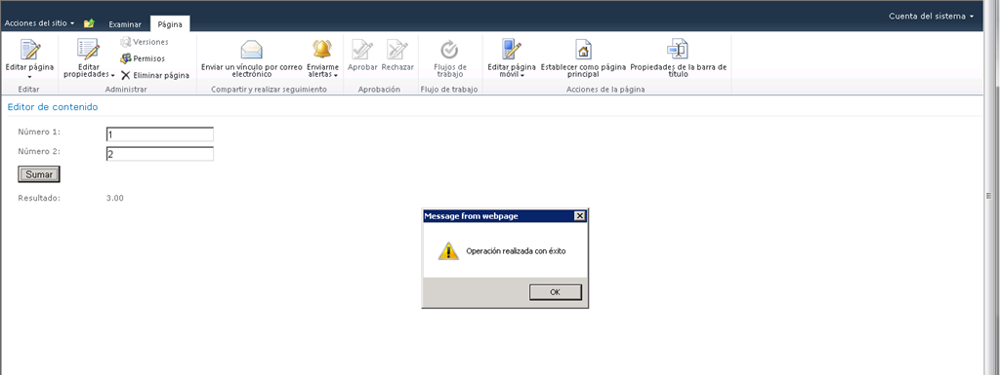 Acciones del sitio
Examinar
Página
Cuenta del sistema
Editar página
Editar
propiedades
Versiones
Permisos
Eliminar página
Enviar un vínculo por correo
electrónico
Enviarme
alertas
Aprobar
Rechazar
Flujos de
trabajo
Editar página
móvil
Establecer como página
principal
Propiedades de la barra de
título
Editar
Administrar
Compartir y realizar seguimiento
Aprobación
Flujo de trabajo
Acciones de la página
Editor de contenido
Número 1:
1
Número 2:
2
Sumar
Resultado:
3.00
Message from webpage
Operación realizada con éxito
OK